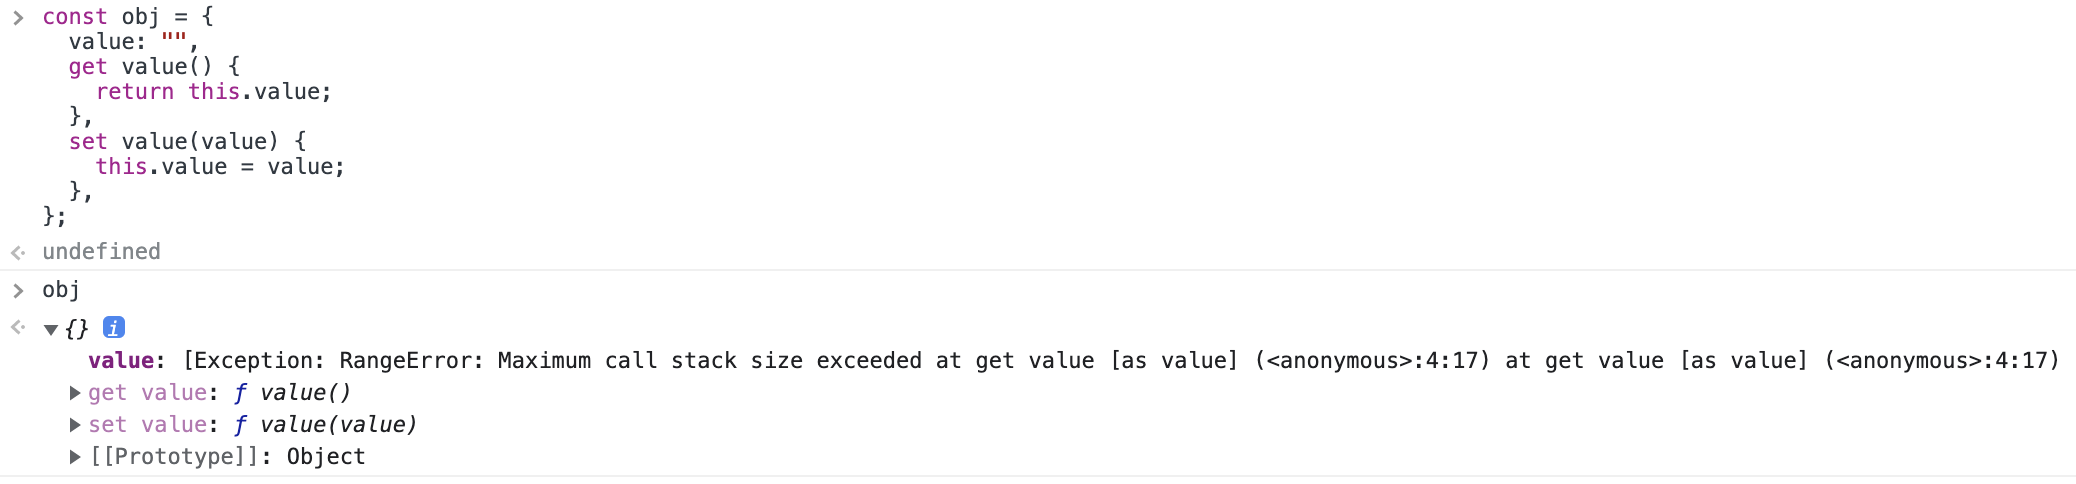 > const obj = {
  value: "",
  get value() {
    return this.value;
  },
  set value(value) {
    this.value = value;
  },
};
undefined
> obj
▼{} i
value: [Exception: RangeError: Maximum call stack size exceeded at get value [as value] (<anonymous>:4:17) at get value [as value] (<anonymous>:4:17)
▶ get value: ƒ value()
▶ set value: ƒ value(value)
▶ [[Prototype]]: Object